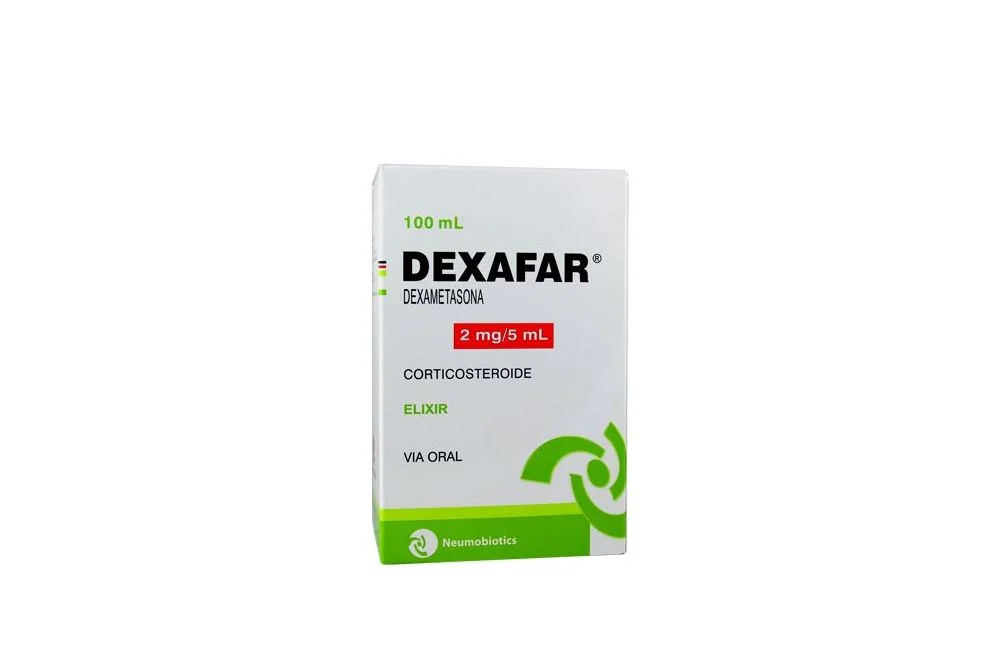 100 mL
DEXAFAR®
DEXAMETASONA
2 mg/5 mL
CORTICOSTEROIDE
ELIXIR
VIA ORAL
Neumobiotics